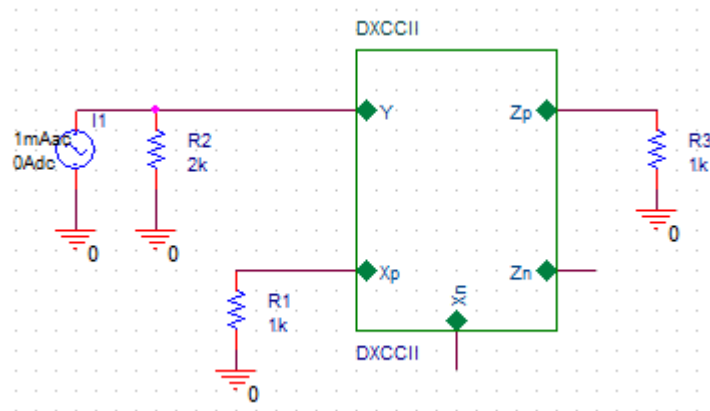 DXCCII
I1
1mAac
0Adc
R2
2k
Y
Zp
R3
1k
0
0
0
Xp
Zn
Xn
R1
1k
DXCCII
0